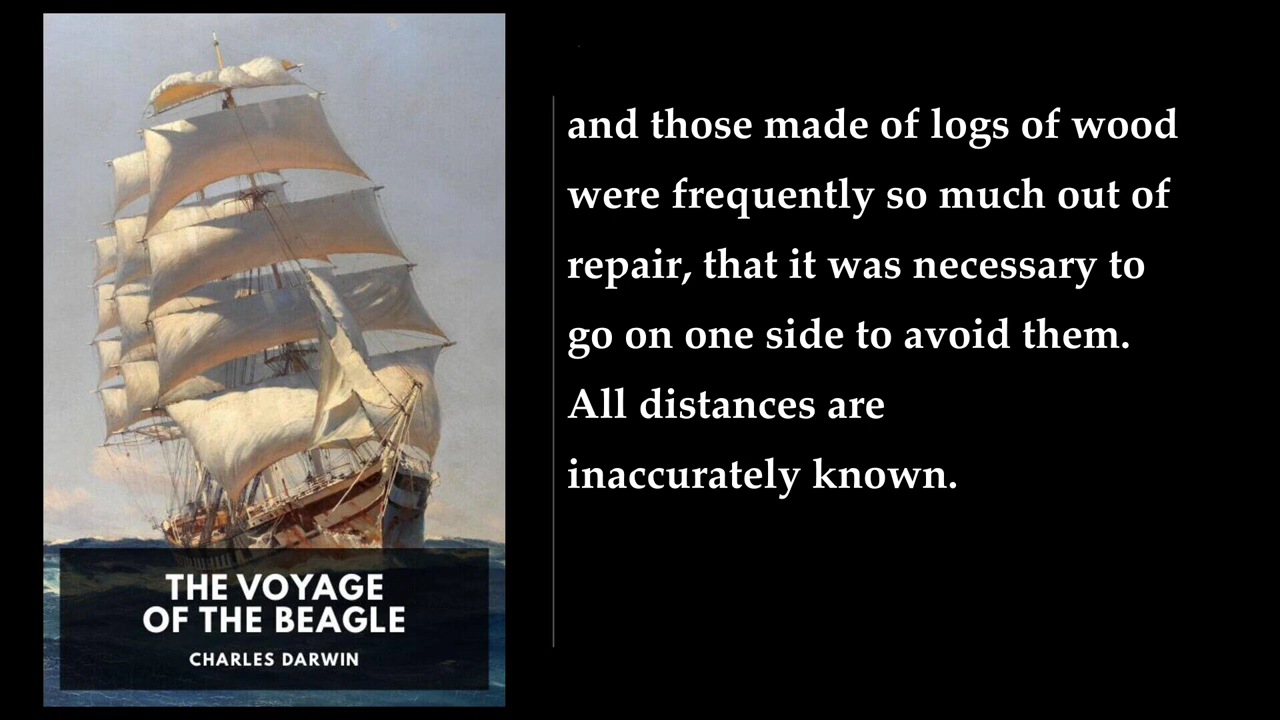 THE VOYAGE
OF THE BEAGLE
CHARLES DARWIN
and those made of logs of wood
were frequently so much out of
repair, that it was necessary to
go on one side to avoid them.
All distances are
inaccurately known.